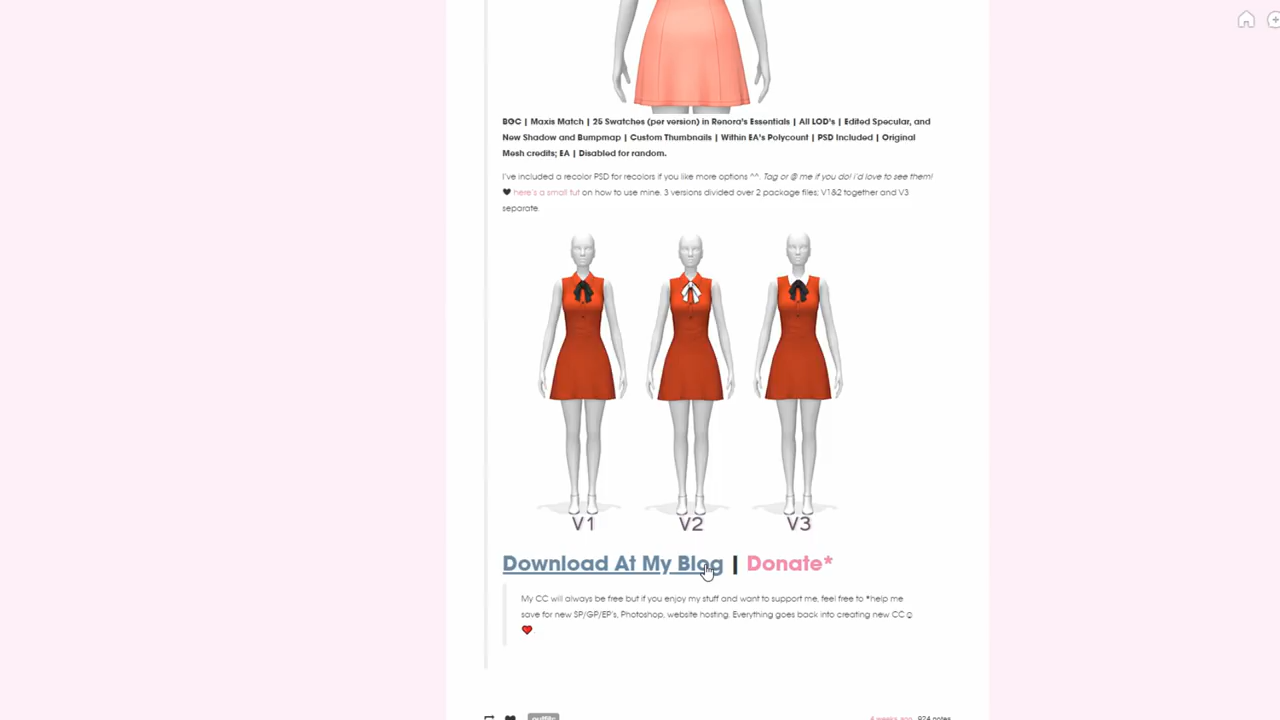 BGC | Maxis Match | 25 Swatches (per version) in Renora's Essentials | All LOD's | Edited Specular, and
New Shadow and Bumpmap | Custom Thumbnails | Within EA's Polycount | PSD Included | Original
Mesh credits; EA | Disabled for random.
I've included a recolor PSD for recolors if you like more options ^^. Tag or @ me if you do! i'd love to see them!
♥ here's a small tut on how to use mine. 3 versions divided over 2 package files; V1&2 together and V3
separate.
V1 V2 V3
Download At My Blog | Donate*
My CC will always be free but if you enjoy my stuff and want to support me, feel free to *help me
save for new SP/GP/EP's, Photoshop, website hosting. Everything goes back into creating new CC☺
❤
outfits 4 weeks ago 924 notes